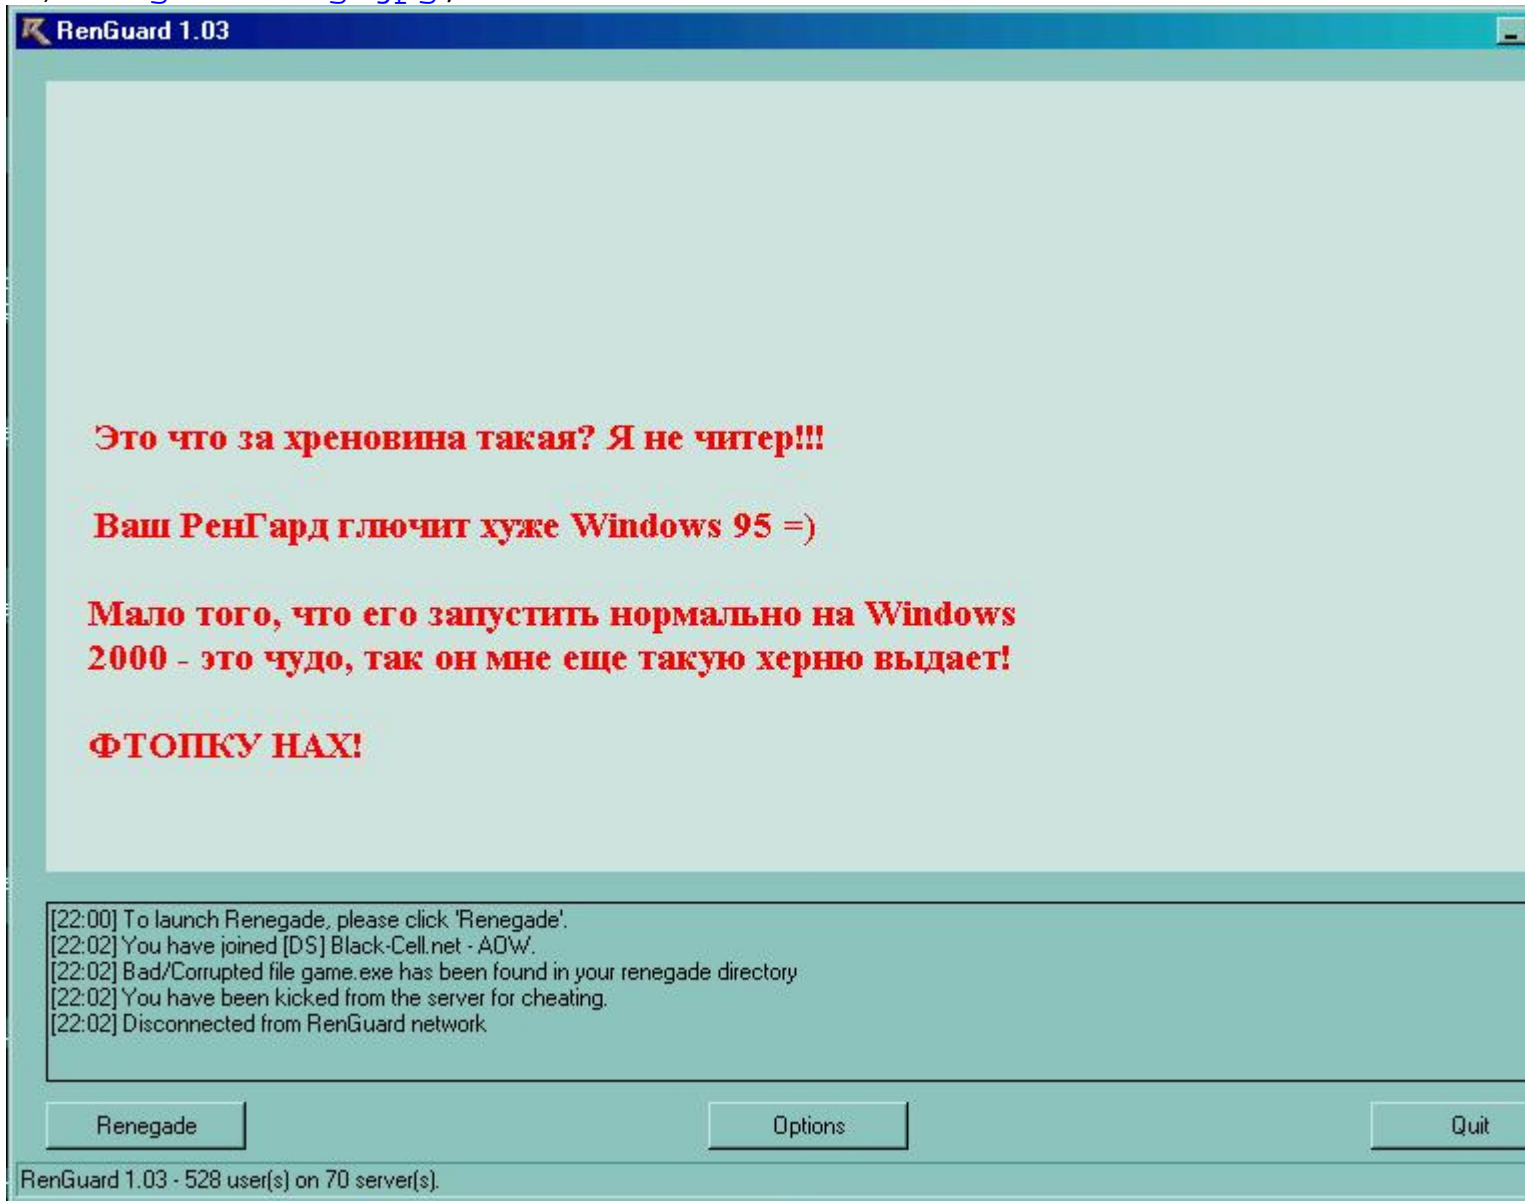 RenGuard 1.03
Это что за хреновина такая? Я не читер!!!
Ваш РенГард глючит хуже Windows 95 =)
Мало того, что его запустить нормально на Windows
2000 - это чудо, так он мне еще такую херню выдает!
ФТОПКУ НАХ!
[22:00] To launch Renegade, please click 'Renegade'.
[22:02] You have joined [DS] Black-Cell.net - AOW.
[22:02] Bad/Corrupted file game.exe has been found in your renegade directory
[22:02] You have been kicked from the server for cheating.
[22:02] Disconnected from RenGuard network
Renegade
Options
Quit
RenGuard 1.03 - 528 user(s) on 70 server(s).